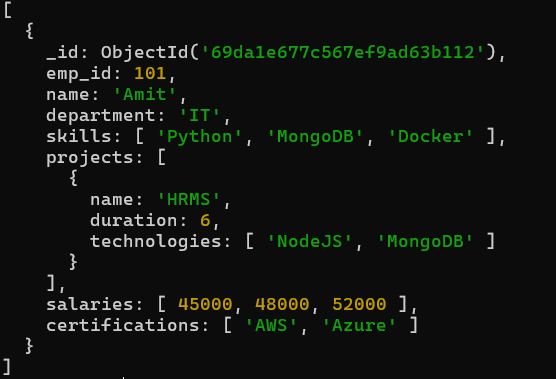 [
  {
    _id: ObjectId('69da1e677c567ef9ad63b112'),
    emp_id: 101,
    name: 'Amit',
    department: 'IT',
    skills: [ 'Python', 'MongoDB', 'Docker' ],
    projects: [
      {
        name: 'HRMS',
        duration: 6,
        technologies: [ 'NodeJS', 'MongoDB' ]
      }
    ],
    salaries: [ 45000, 48000, 52000 ],
    certifications: [ 'AWS', 'Azure' ]
  }
]